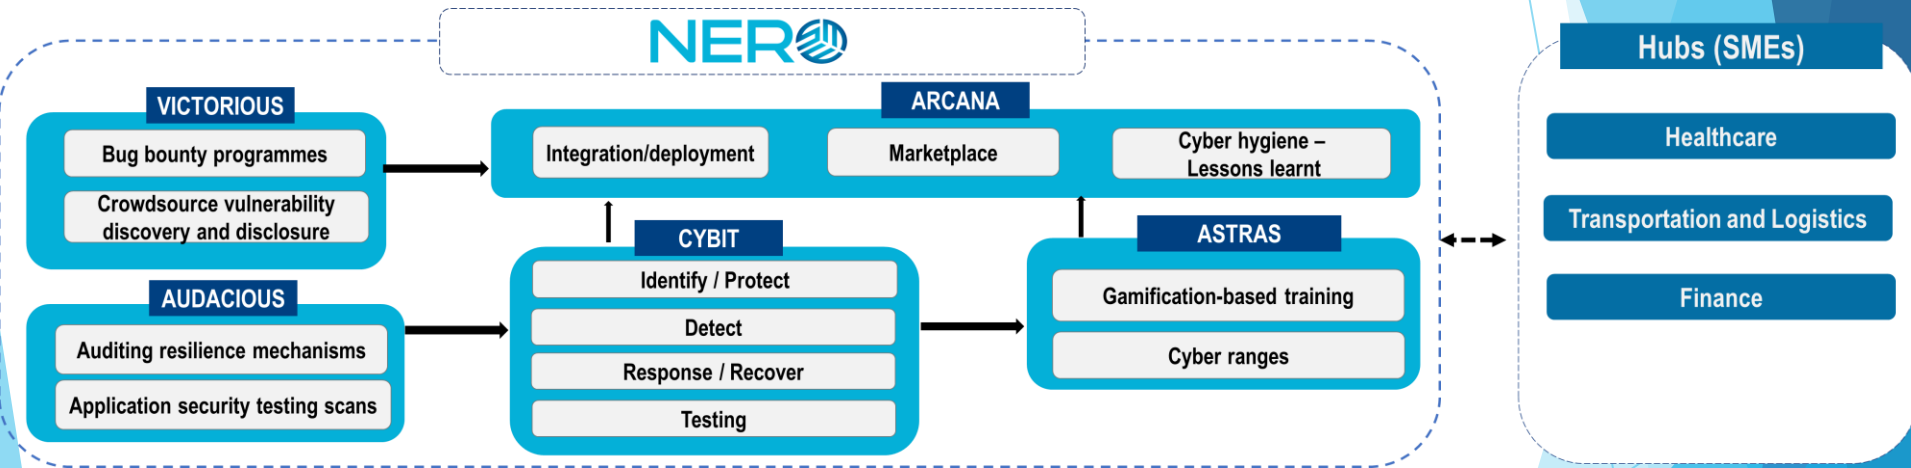 NERO
Hubs (SMEs)
VICTORIOUS
Bug bounty programmes
Crowdsource vulnerability
discovery and disclosure
ARCANA
Integration/deployment
Marketplace
Cyber hygiene –
Lessons learnt
AUDACIOUS
Auditing resilience mechanisms
Application security testing scans
CYBIT
Identify / Protect
Detect
Response / Recover
Testing
ASTRAS
Gamification-based training
Cyber ranges
Healthcare
Transportation and Logistics
Finance